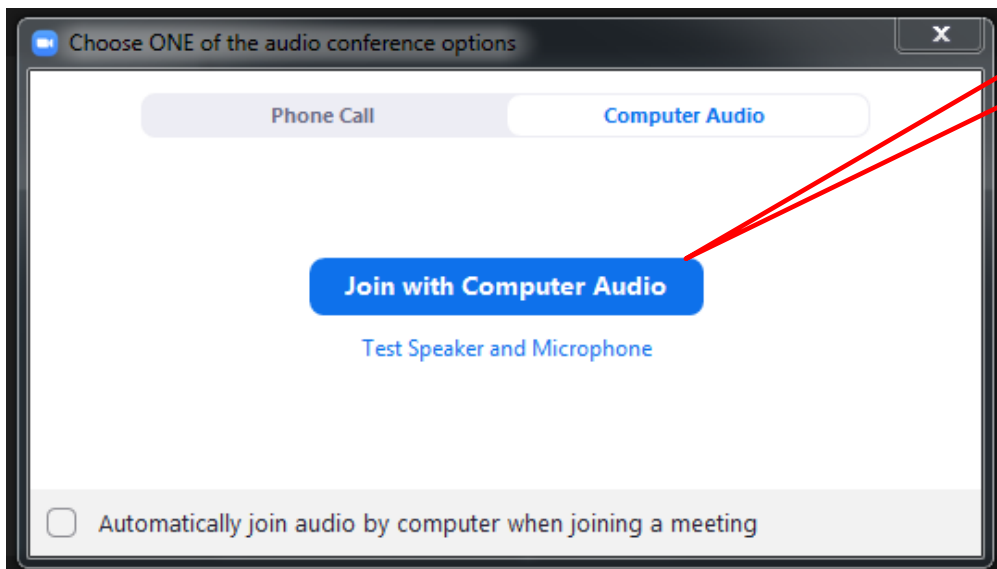 Choose ONE of the audio conference options
Phone Call
Computer Audio
Join with Computer Audio
Test Speaker and Microphone
Automatically join audio by computer when joining a meeting